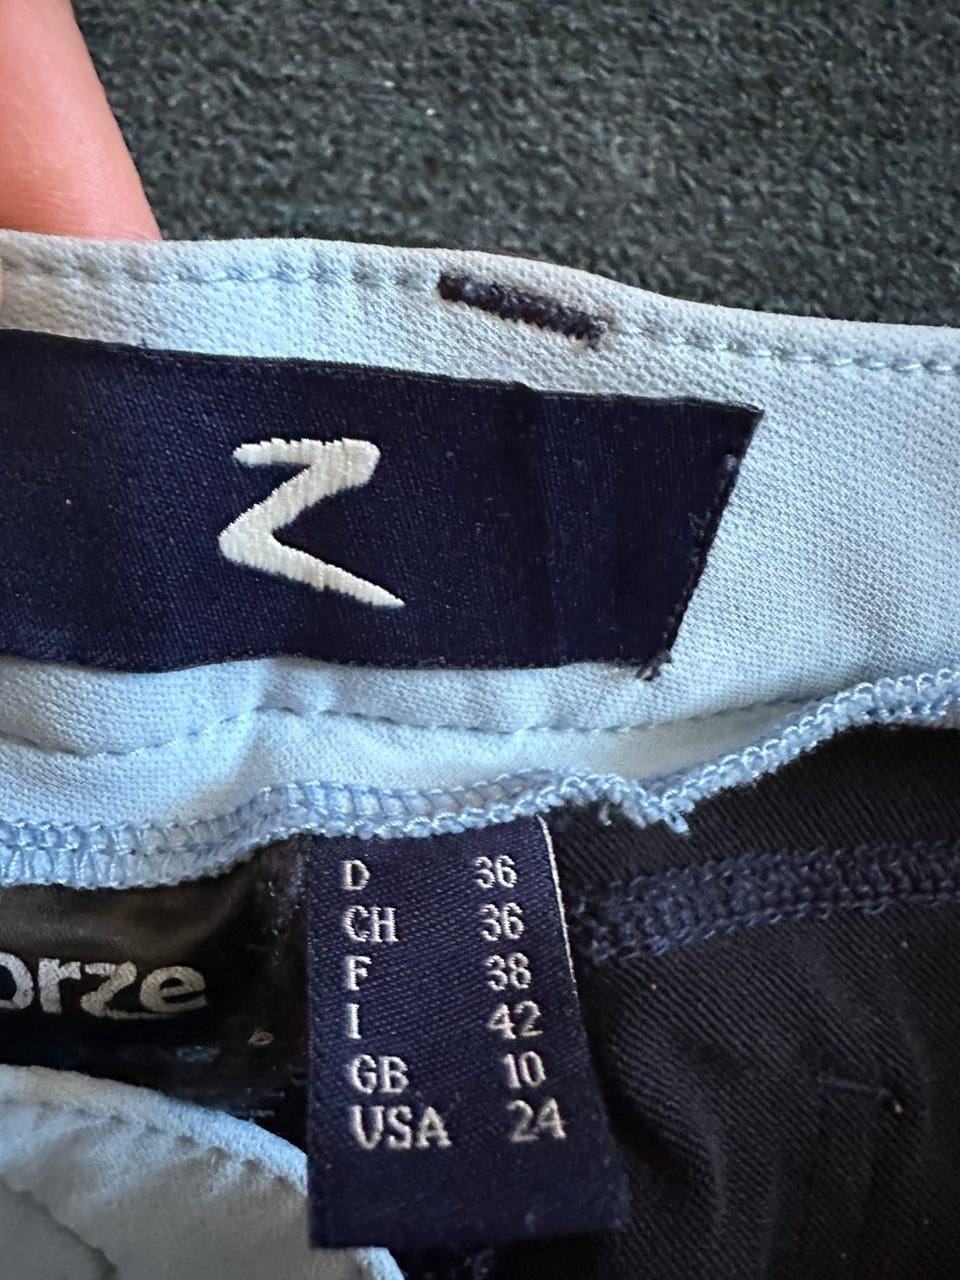 orze
D 36
CH 36
F 38
I 42
GB 10
USA 24